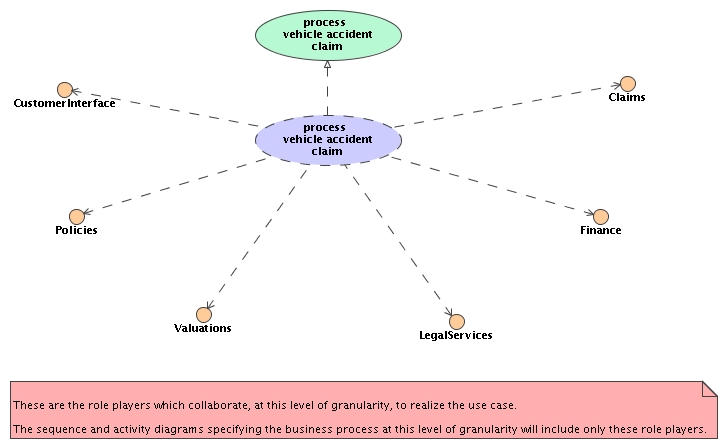 process
vehicle accident
claim
CustomerInterface
Claims
process
vehicle accident
claim
Policies
Finance
Valuations
LegalServices
These are the role players which collaborate, at this level of granularity, to realize the use case.
The sequence and activity diagrams specifying the business process at this level of granularity will include only these role players.